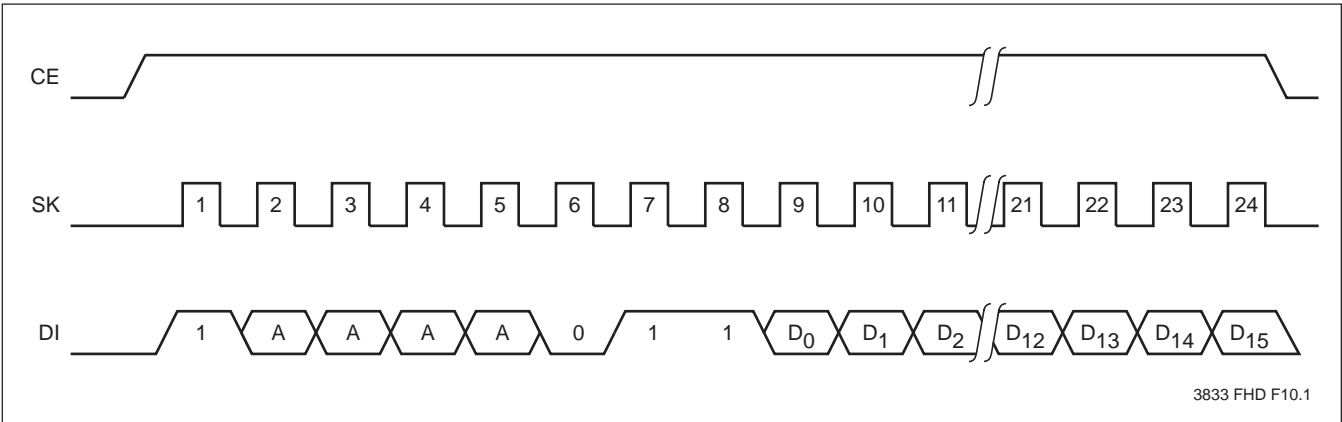 CE
SK 1 2 3 4 5 6 7 8 9 10 11 21 22 23 24
DI 1 A A A A 0 1 1 D0 D1 D2 D12 D13 D14 D15
3833 FHD F10.1